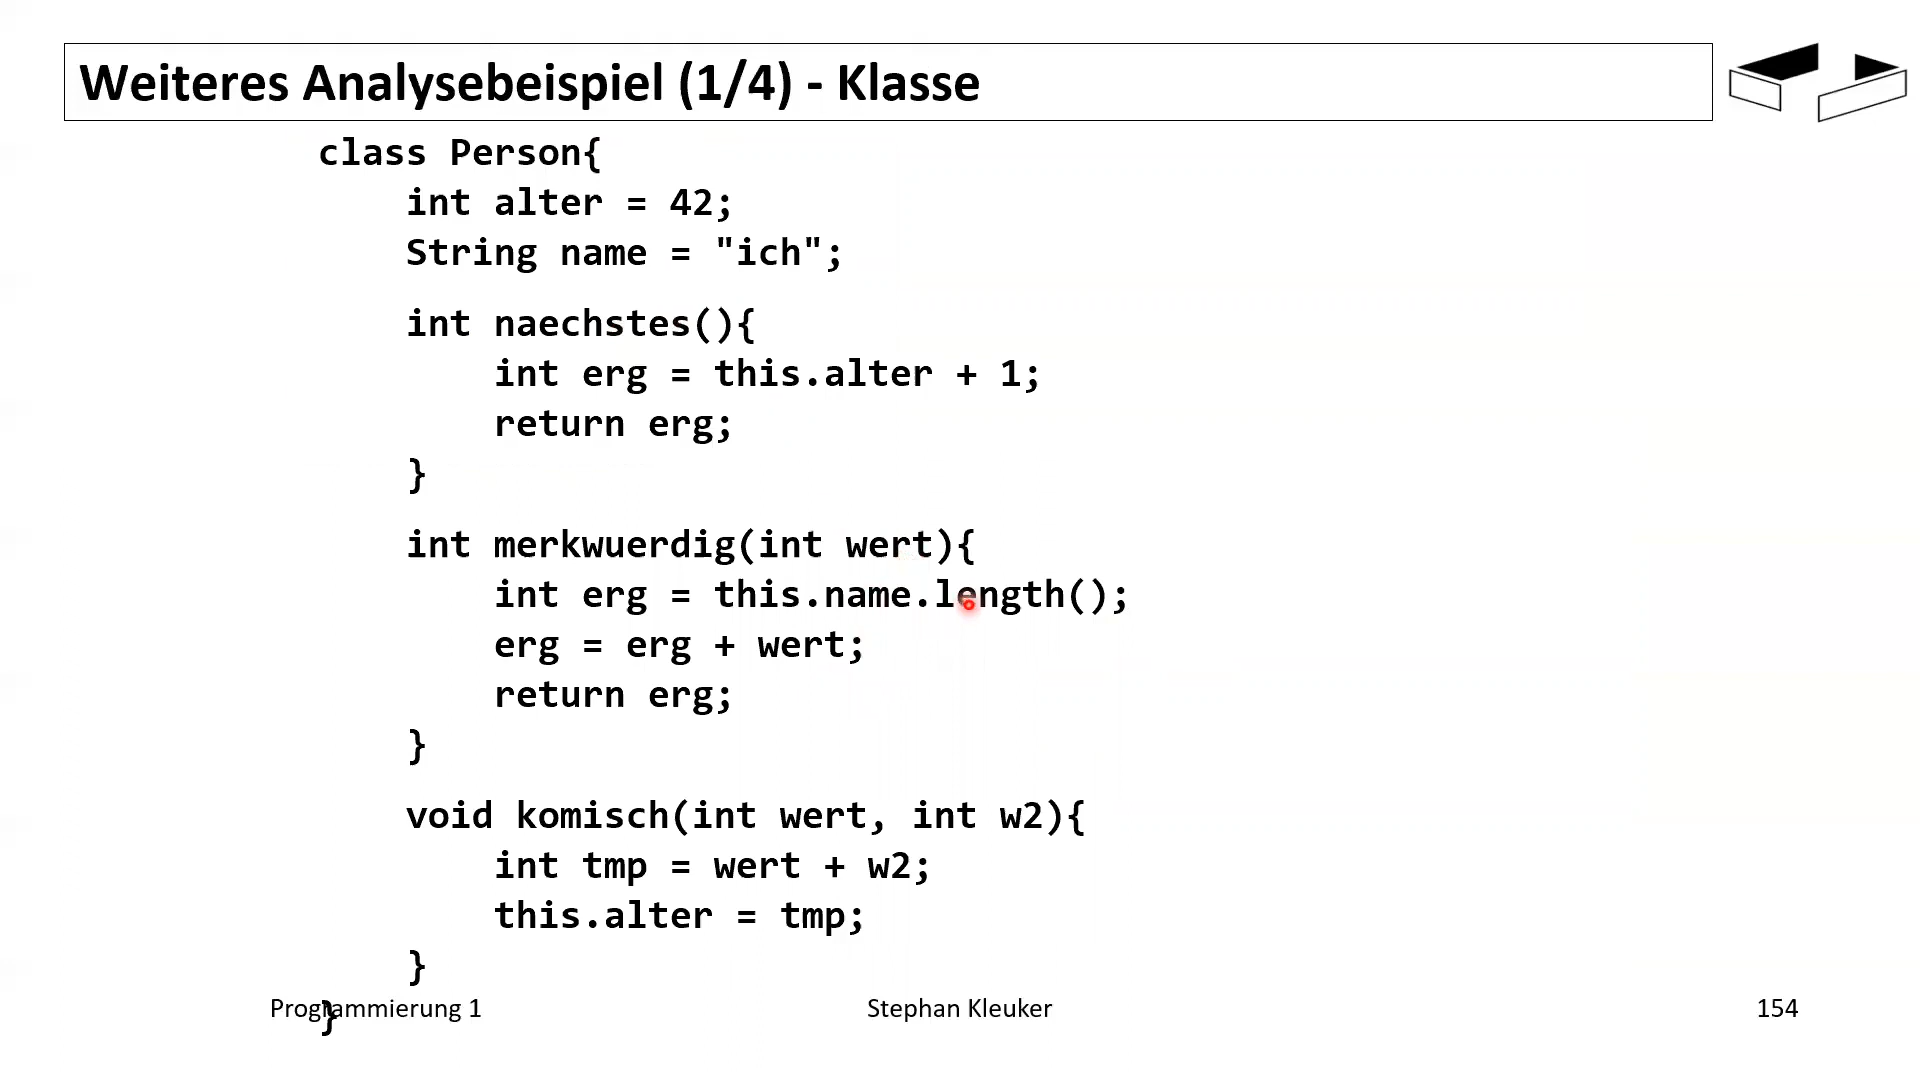 Weiteres Analysebeispiel (1/4) - Klasse
class Person{
    int alter = 42;
    String name = "ich";
    int naechstes(){
        int erg = this.alter + 1;
        return erg;
    }
    int merkwuerdig(int wert){
        int erg = this.name.length();
        erg = erg + wert;
        return erg;
    }
    void komisch(int wert, int w2){
        int tmp = wert + w2;
        this.alter = tmp;
    }
}
Programmierung 1 Stephan Kleuker 154